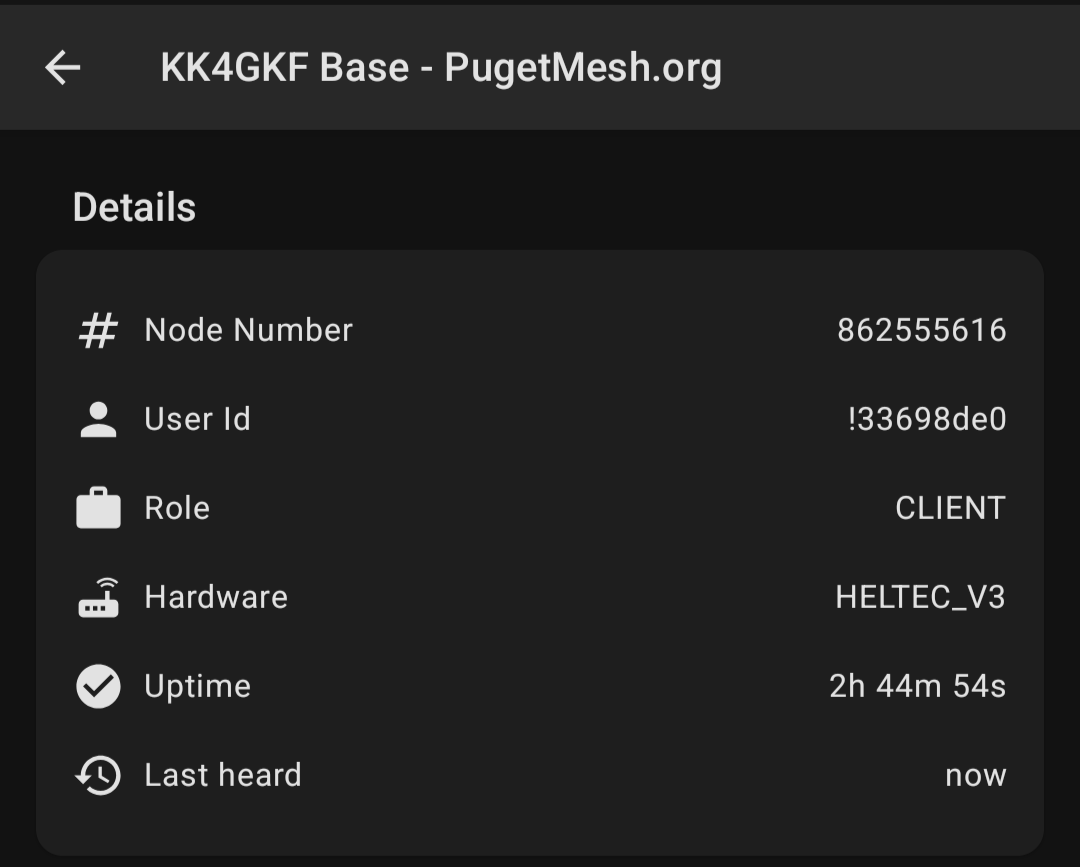 KK4GKF Base - PugetMesh.org
Details
Node Number 862555616
User Id !33698de0
Role CLIENT
Hardware HELTEC_V3
Uptime 2h 44m 54s
Last heard now